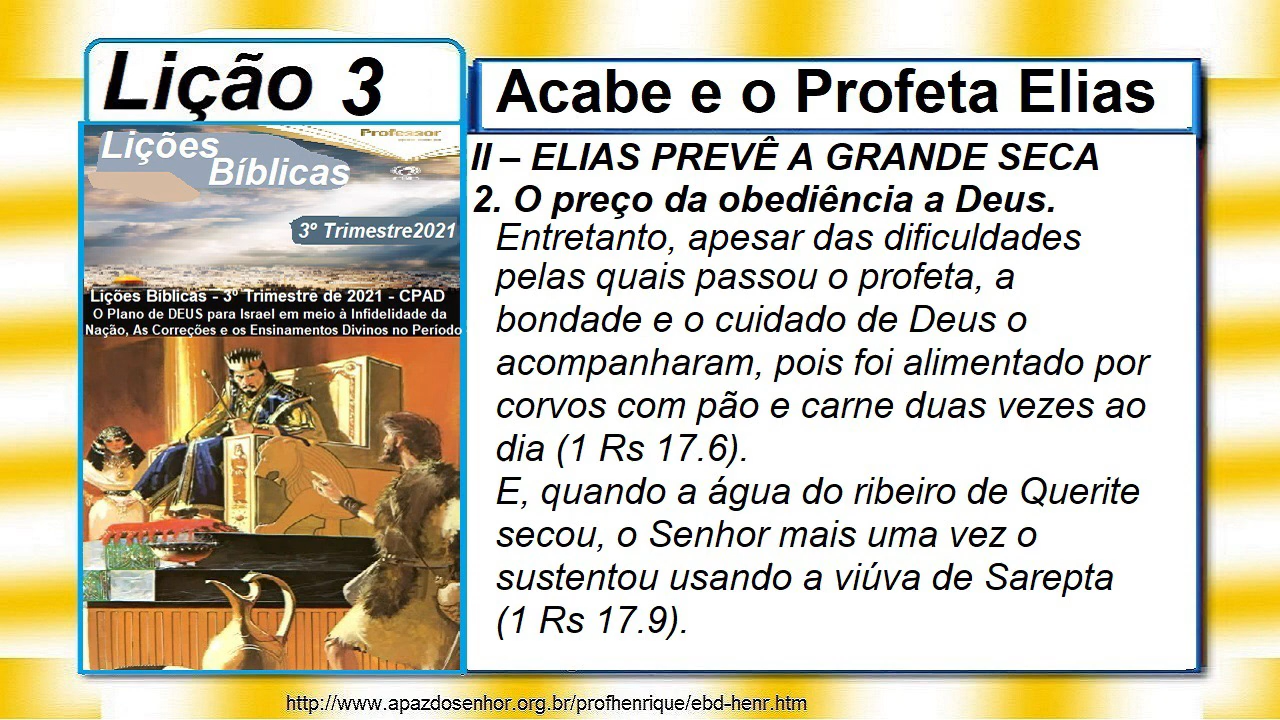 Lição 3
Acabe e o Profeta Elias
Professor
Lições
Bíblicas
3º Trimestre2021
Lições Bíblicas - 3º Trimestre de 2021 - CPAD
O Plano de DEUS para Israel em meio à Infidelidade da
Nação, As Correções e os Ensinamentos Divinos no Período
II – ELIAS PREVÊ A GRANDE SECA
2. O preço da obediência a Deus.
Entretanto, apesar das dificuldades
pelas quais passou o profeta, a
bondade e o cuidado de Deus o
acompanharam, pois foi alimentado por
corvos com pão e carne duas vezes ao
dia (1 Rs 17.6).
E, quando a água do ribeiro de Querite
secou, o Senhor mais uma vez o
sustentou usando a viúva de Sarepta
(1 Rs 17.9).
http://www.apazdosenhor.org.br/profhenrique/ebd-henr.htm